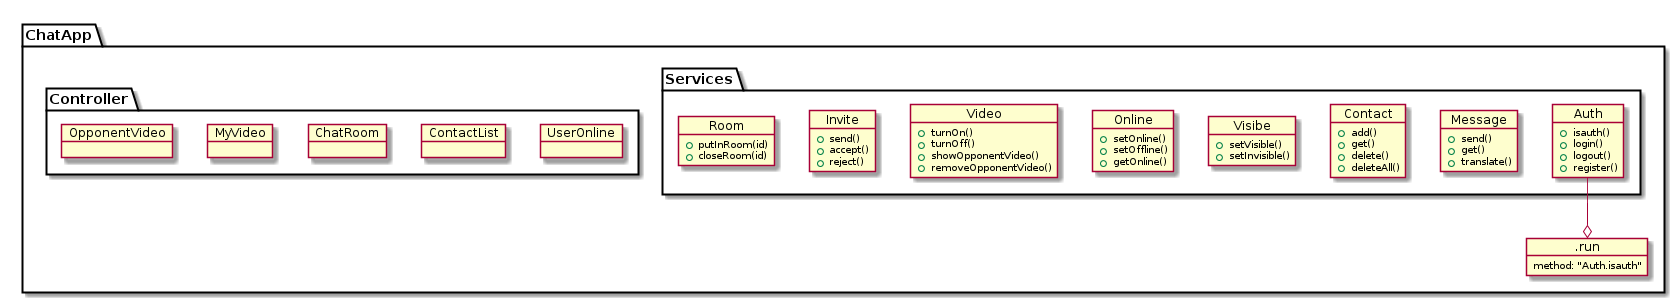 ChatApp
Controller
OpponentVideo
MyVideo
ChatRoom
ContactList
UserOnline
Services
Room
putInRoom(id)
closeRoom(id)
Invite
send()
accept()
reject()
Video
turnOn()
turnOff()
showOpponentVideo()
removeOpponentVideo()
Online
setOnline()
setOffline()
getOnline()
Visibe
setVisible()
setInvisible()
Contact
add()
get()
delete()
deleteAll()
Message
send()
get()
translate()
Auth
isauth()
login()
logout()
register()
.run
method: "Auth.isauth"